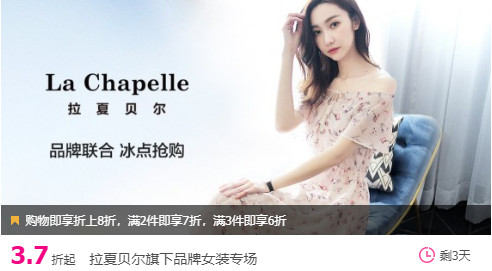 La Chapelle
拉夏贝尔
品牌联合 冰点抢购
购物即享折上8折，满2件即享7折，满3件即享6折
3.7折起 拉夏贝尔旗下品牌女装专场 剩3天